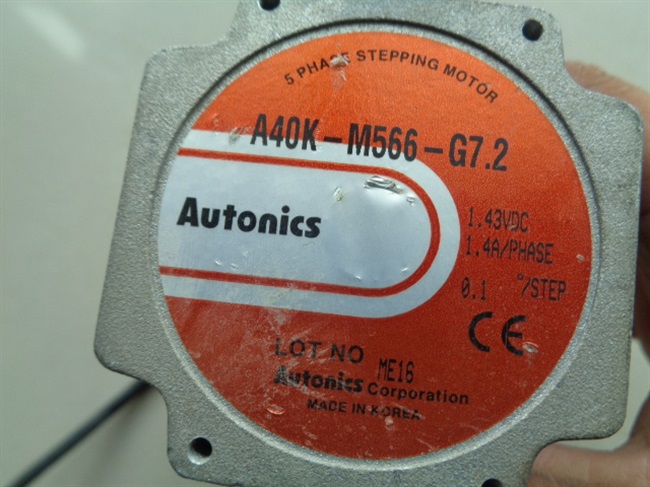 5 PHASE STEPPING MOTOR
A40K-M566-G7.2
Autonics
1.43VDC
1.4A/PHASE
0.1 °/STEP
CE
LOT NO ME16
Autonics Corporation
MADE IN KOREA